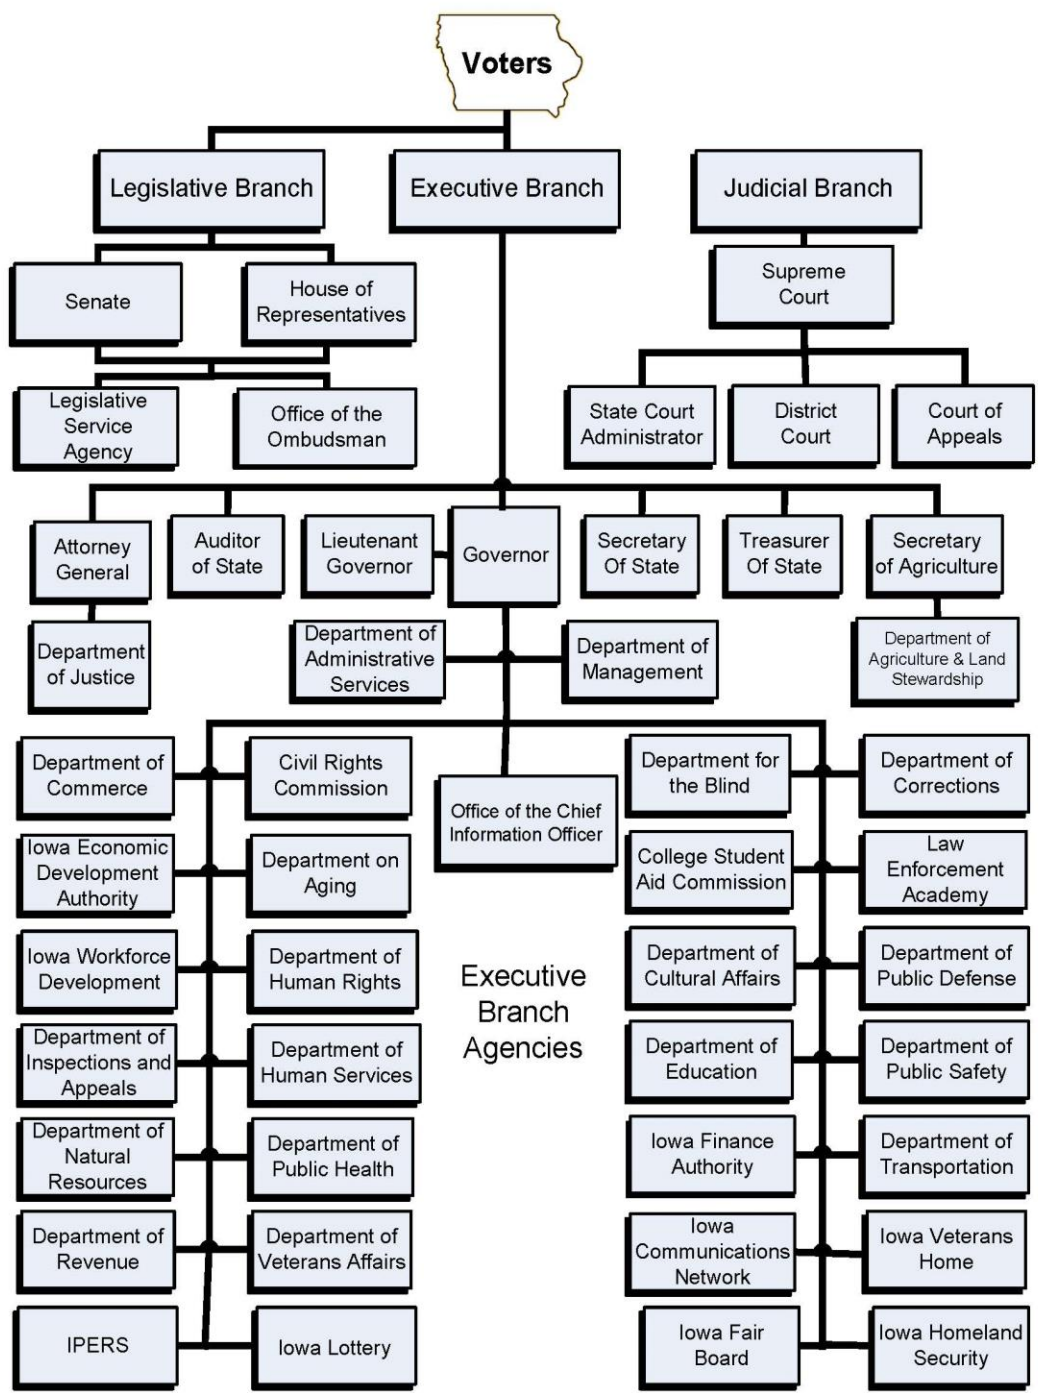 Voters
Legislative Branch
Executive Branch
Judicial Branch
Senate
House of
Representatives
Supreme
Court
Legislative
Service
Agency
Office of the
Ombudsman
State Court
Administrator
District
Court
Court of
Appeals
Attorney
General
Auditor
of State
Lieutenant
Governor
Governor
Secretary
Of State
Treasurer
Of State
Secretary
of Agriculture
Department
of Justice
Department of
Administrative
Services
Department of
Management
Department of
Agriculture & Land
Stewardship
Department of
Commerce
Civil Rights
Commission
Office of the Chief
Information Officer
Department for
the Blind
Department of
Corrections
Iowa Economic
Development
Authority
Department on
Aging
College Student
Aid Commission
Law
Enforcement
Academy
Iowa Workforce
Development
Department of
Human Rights
Executive
Branch
Agencies
Department of
Cultural Affairs
Department of
Public Defense
Department of
Inspections and
Appeals
Department of
Human Services
Department of
Education
Department of
Public Safety
Department of
Natural
Resources
Department of
Public Health
Iowa Finance
Authority
Department of
Transportation
Department of
Revenue
Department of
Veterans Affairs
Iowa
Communications
Network
Iowa Veterans
Home
IPERS
Iowa Lottery
Iowa Fair
Board
Iowa Homeland
Security